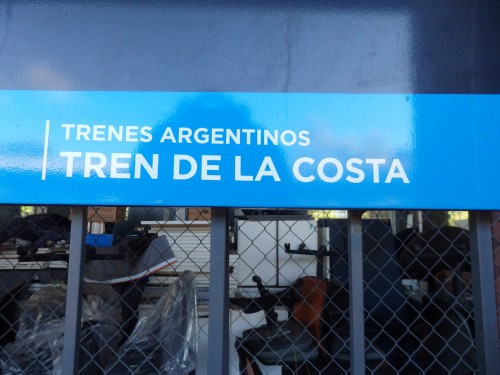 TRENES ARGENTINOS
TREN DE LA COSTA